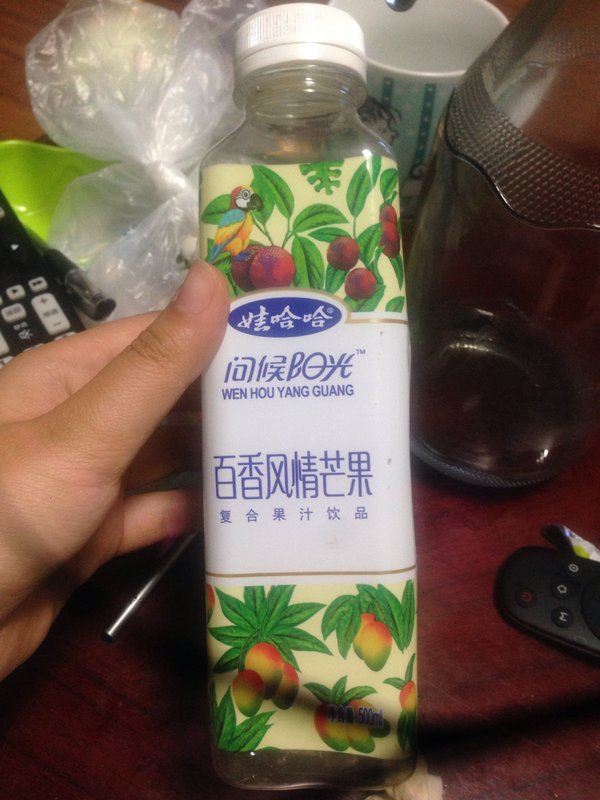 娃哈哈®
问候阳光™
WEN HOU YANG GUANG
百香风情芒果
复合果汁饮品
净含量:500ml